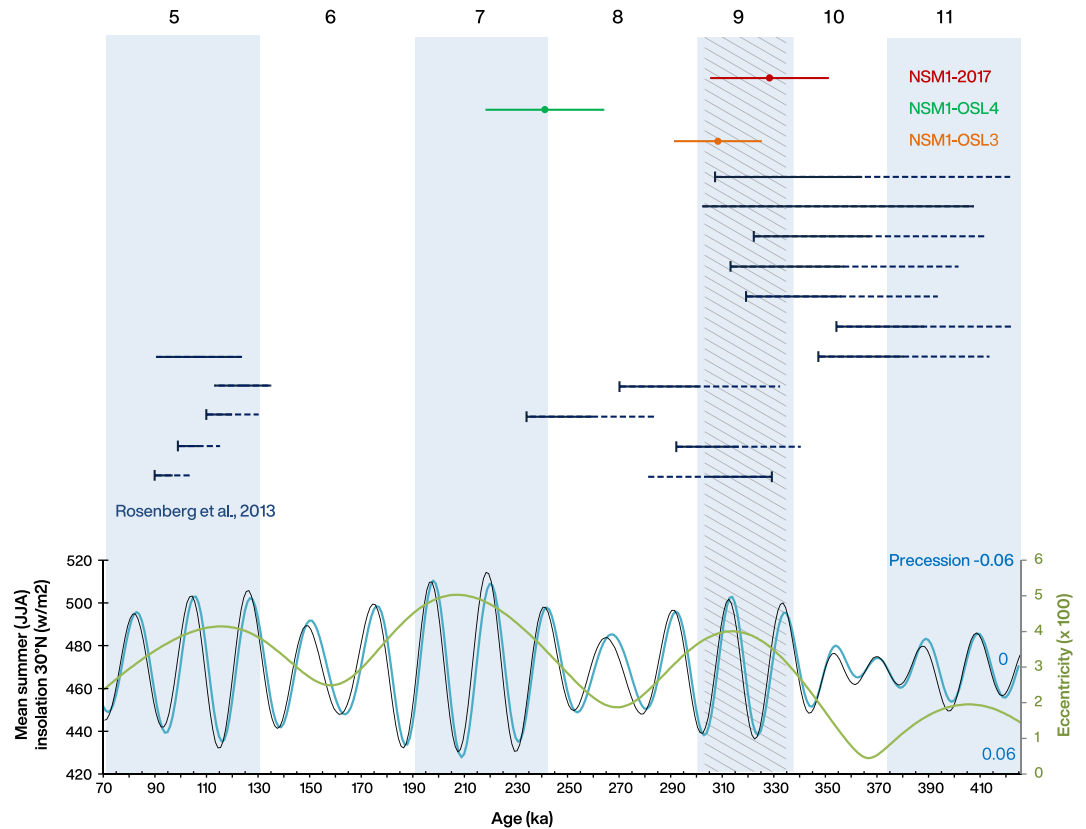 5 6 7 8 9 10 11
NSM1-2017
NSM1-OSL4
NSM1-OSL3
Rosenberg et al., 2013
Mean summer (JJA)
insolation 30°N (w/m2)
520
500
480
460
440
420
Precession -0.06
0
0.06
6
5
4
3
2
1
0
Eccentricity (x 100)
70 90 110 130 150 170 190 210 230 250 270 290 310 330 350 370 390 410
Age (ka)